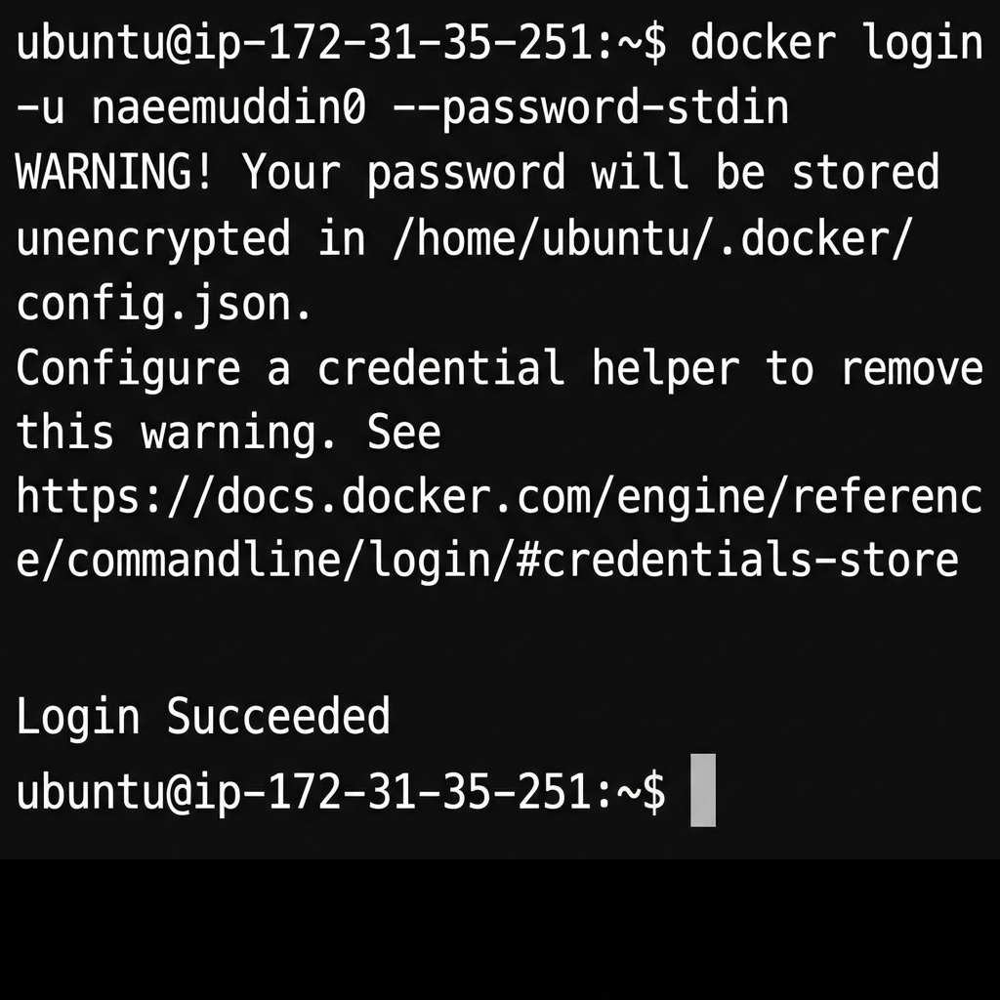 ubuntu@ip-172-31-35-251:~$ docker login
-u naeemuddin0 --password-stdin
WARNING! Your password will be stored
unencrypted in /home/ubuntu/.docker/
config.json.
Configure a credential helper to remove
this warning. See
https://docs.docker.com/engine/referenc
e/commandline/login/#credentials-store
Login Succeeded
ubuntu@ip-172-31-35-251:~$